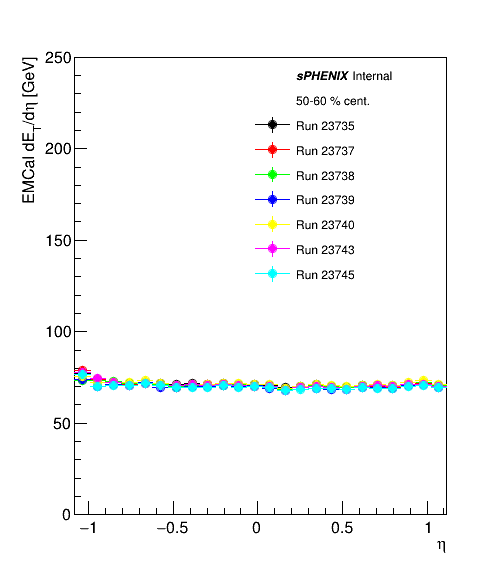 EMCal dE_T/dη [GeV]
250
200
150
100
50
0
sPHENIX Internal
50-60 % cent.
Run 23735
Run 23737
Run 23738
Run 23739
Run 23740
Run 23743
Run 23745
−1 −0.5 0 0.5 1
η